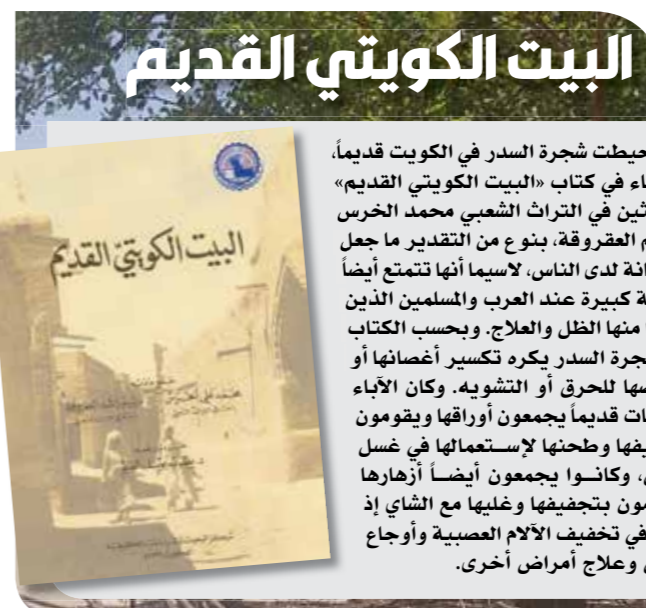 البيت الكويتي القديم
حيطت شجرة السدر في الكويت قديماً،
اء في كتاب «البيت الكويتي القديم»
ثين في التراث الشعبي محمد الخرس
م العقروقة، بنوع من التقدير ما جعل
انة لدى الناس، لاسيما أنها تتمتع أيضاً
ة كبيرة عند العرب والمسلمين الذين
منها الظل والعلاج. وبحسب الكتاب
جرة السدر يكره تكسير أغصانها أو
ضها للحرق أو التشويه. وكان الآباء
ات قديماً يجمعون أوراقها ويقومون
يفها وطحنها لإستعمالها في غسل
، وكانوا يجمعون أيضاً أزهارها
مون بتجفيفها وغليها مع الشاي إذ
في تخفيف الآلام العصبية وأوجاع
وعلاج أمراض أخرى.
البيت الكويتيّ القديم